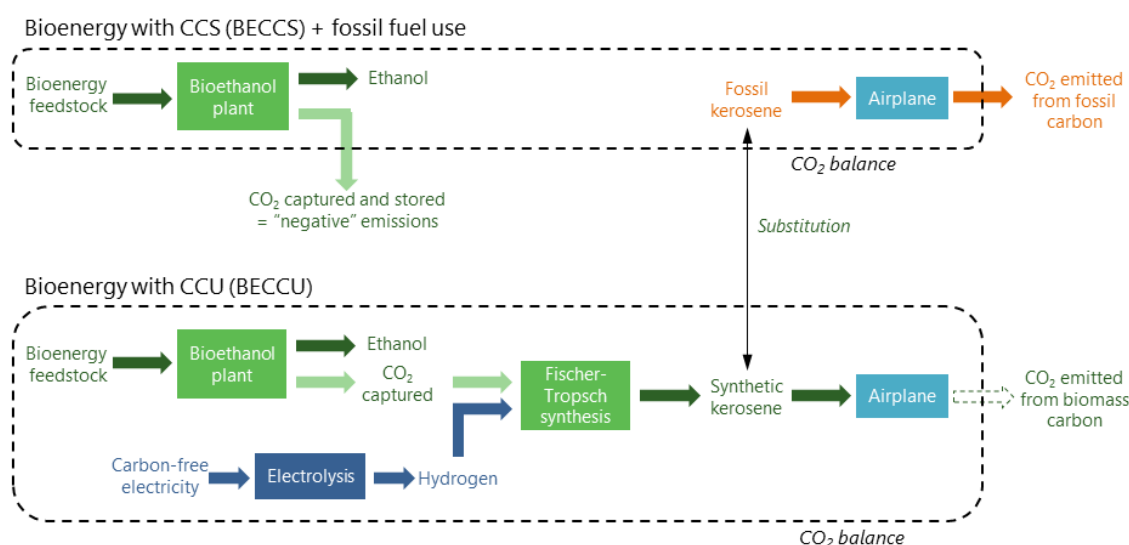 Bioenergy with CCS (BECCS) + fossil fuel use
Bioenergy
feedstock
Bioethanol
plant
Ethanol
CO₂ captured and stored
= “negative” emissions
Fossil
kerosene
Airplane
CO₂ emitted
from fossil
carbon
CO₂ balance
Substitution
Bioenergy with CCU (BECCU)
Bioenergy
feedstock
Bioethanol
plant
Ethanol
CO₂
captured
Carbon-free
electricity
Electrolysis
Hydrogen
Fischer-
Tropsch
synthesis
Synthetic
kerosene
Airplane
CO₂ emitted
from biomass
carbon
CO₂ balance